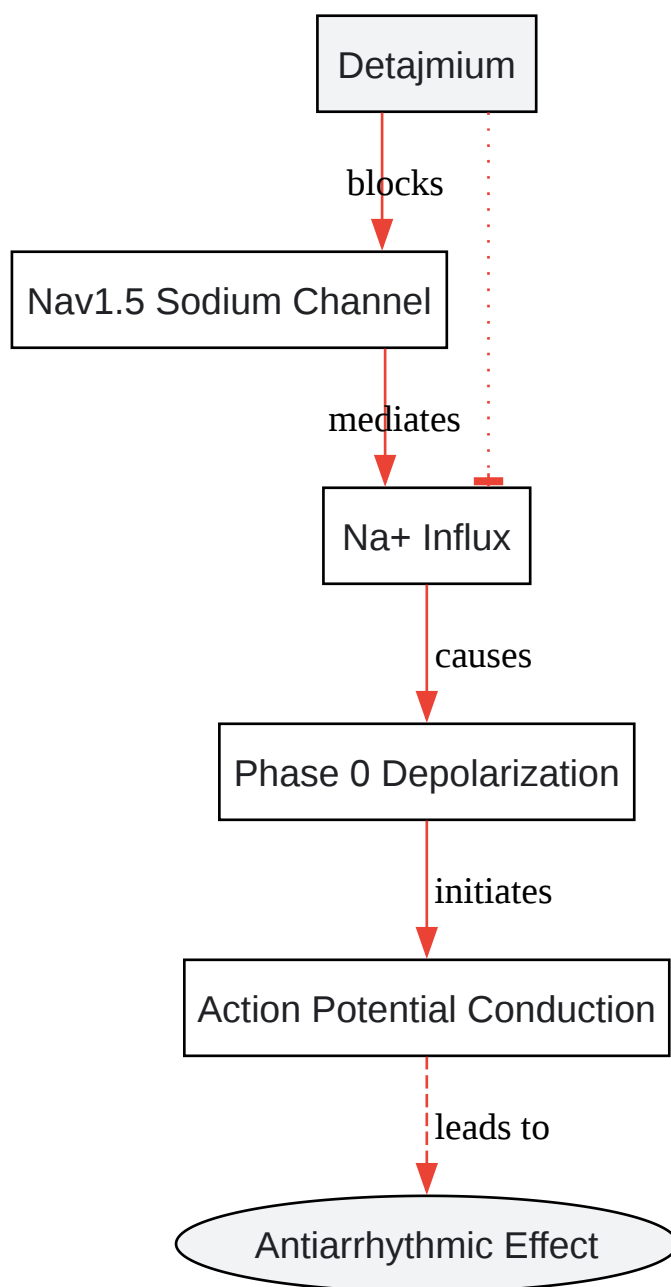 Detajmium
blocks
Nav1.5 Sodium Channel
mediates
Na+ Influx
causes
Phase 0 Depolarization
initiates
Action Potential Conduction
leads to
Antiarrhythmic Effect